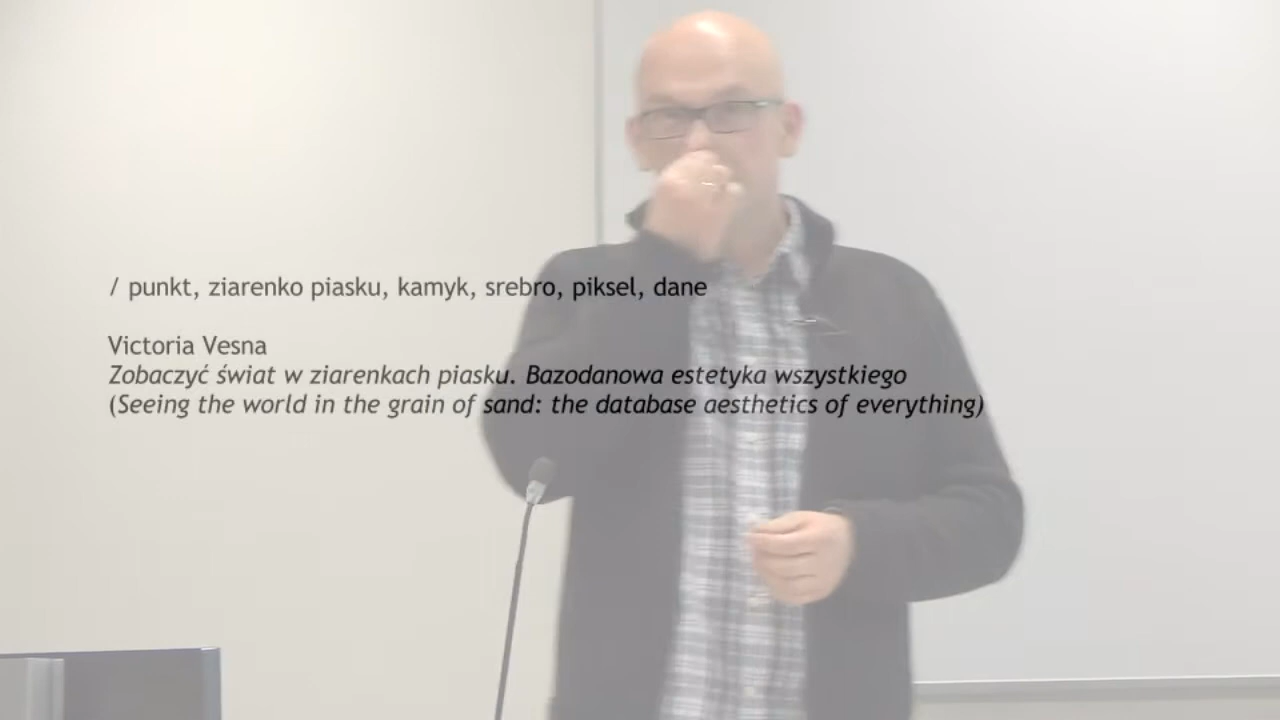 / punkt, ziarenko piasku, kamyk, srebro, piksel, dane
Victoria Vesna
Zobaczyć świat w ziarenkach piasku. Bazodanowa estetyka wszystkiego
(Seeing the world in the grain of sand: the database aesthetics of everything)